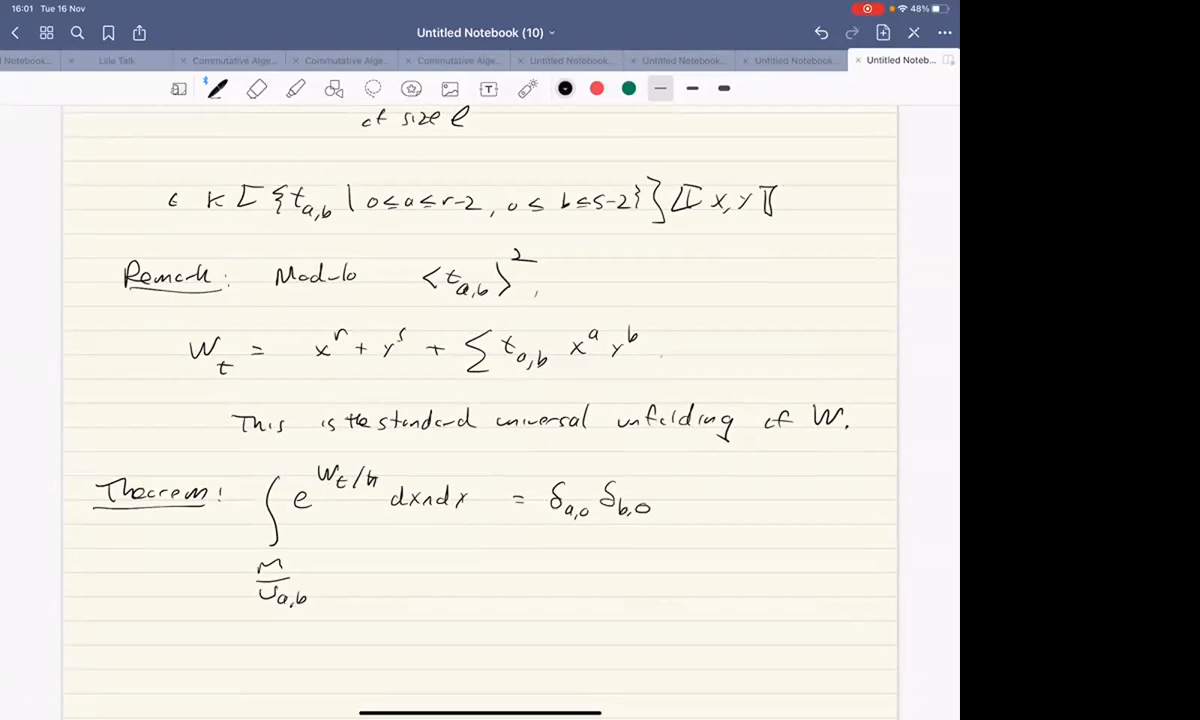 16:01 Tue 16 Nov
48%
Untitled Notebook (10)
d Notebook...
Lille Talk
Commutative Alge...
Commutative Alge...
Commutative Alge...
Untitled Notebook...
Untitled Notebook...
Untitled Notebook...
Untitled Noteb...
of size l
∈ K[{t_{a,b} | 0≤a≤r-2, 0≤b≤s-2}][[x,y]]
Remark: Modulo ⟨t_{a,b}⟩^2,
W_t = x^r + y^s + Σ t_{a,b} x^a y^b.
This is the standard universal unfolding of W.
Theorem: ∫ e^{W_t/ħ} dx∧dy = δ_{a,0} δ_{b,0}